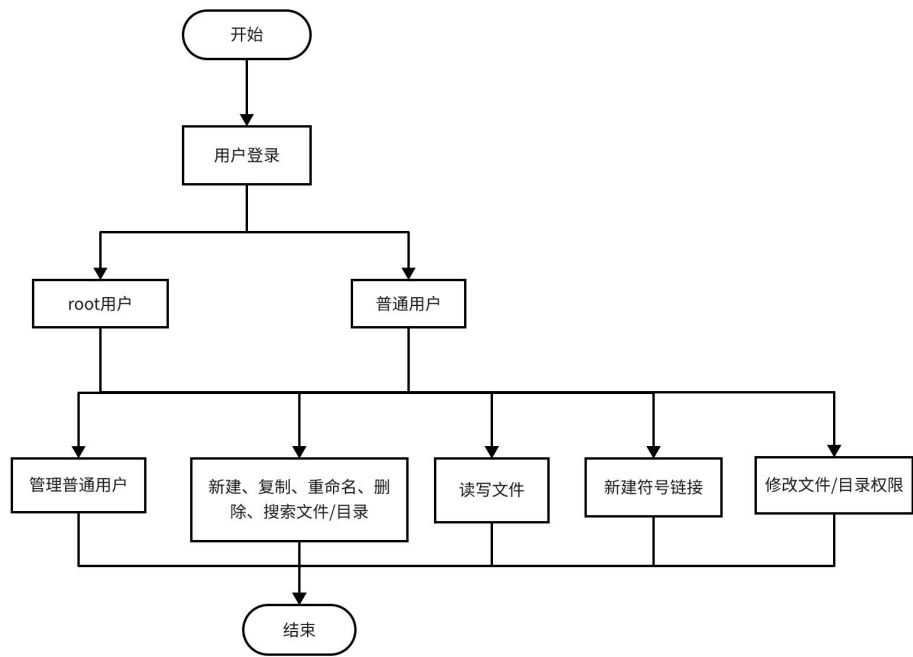 开始
用户登录
root用户
普通用户
管理普通用户
新建、复制、重命名、删
除、搜索文件/目录
读写文件
新建符号链接
修改文件/目录权限
结束